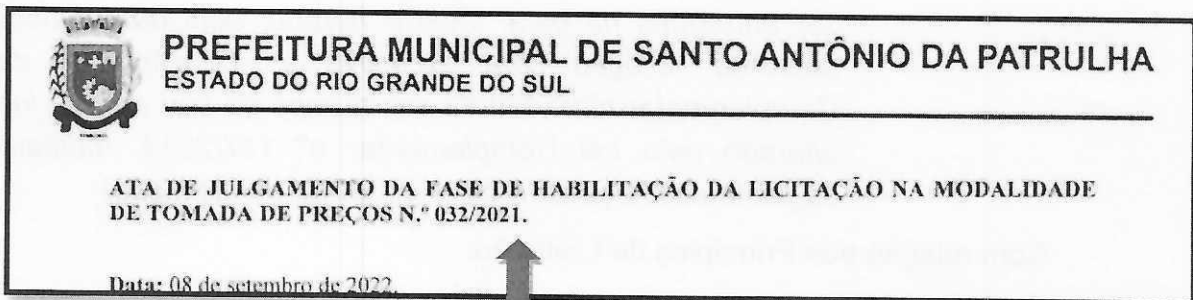 PREFEITURA MUNICIPAL DE SANTO ANTÔNIO DA PATRULHA
ESTADO DO RIO GRANDE DO SUL
ATA DE JULGAMENTO DA FASE DE HABILITAÇÃO DA LICITAÇÃO NA MODALIDADE
DE TOMADA DE PREÇOS N.º 032/2021.
Data: 08 de setembro de 2022.